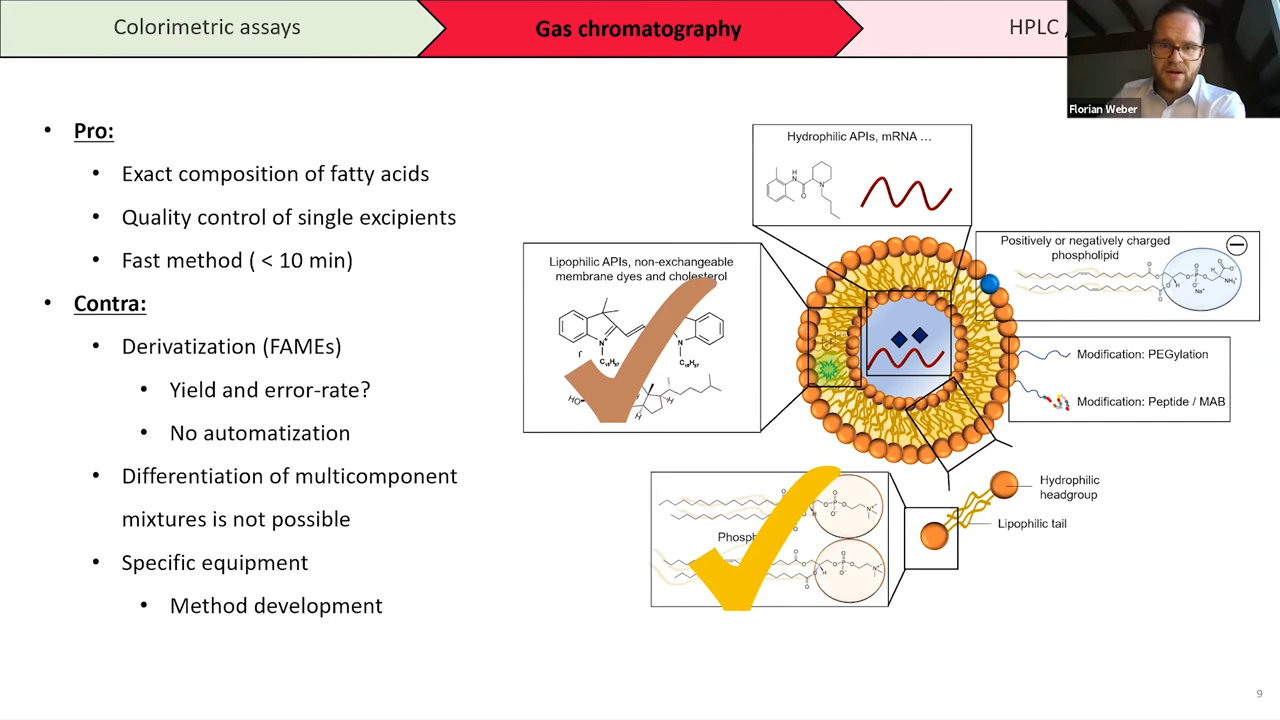 Colorimetric assays
Gas chromatography
HPLC /
Florian Weber
• Pro:
• Exact composition of fatty acids
• Quality control of single excipients
• Fast method ( < 10 min)
• Contra:
• Derivatization (FAMEs)
• Yield and error-rate?
• No automatization
• Differentiation of multicomponent
mixtures is not possible
• Specific equipment
• Method development
Hydrophilic APIs, mRNA …
Lipophilic APIs, non-exchangeable
membrane dyes and cholesterol
Positively or negatively charged
phospholipid
Modification: PEGylation
Modification: Peptide / MAB
Hydrophilic
headgroup
Lipophilic tail
9